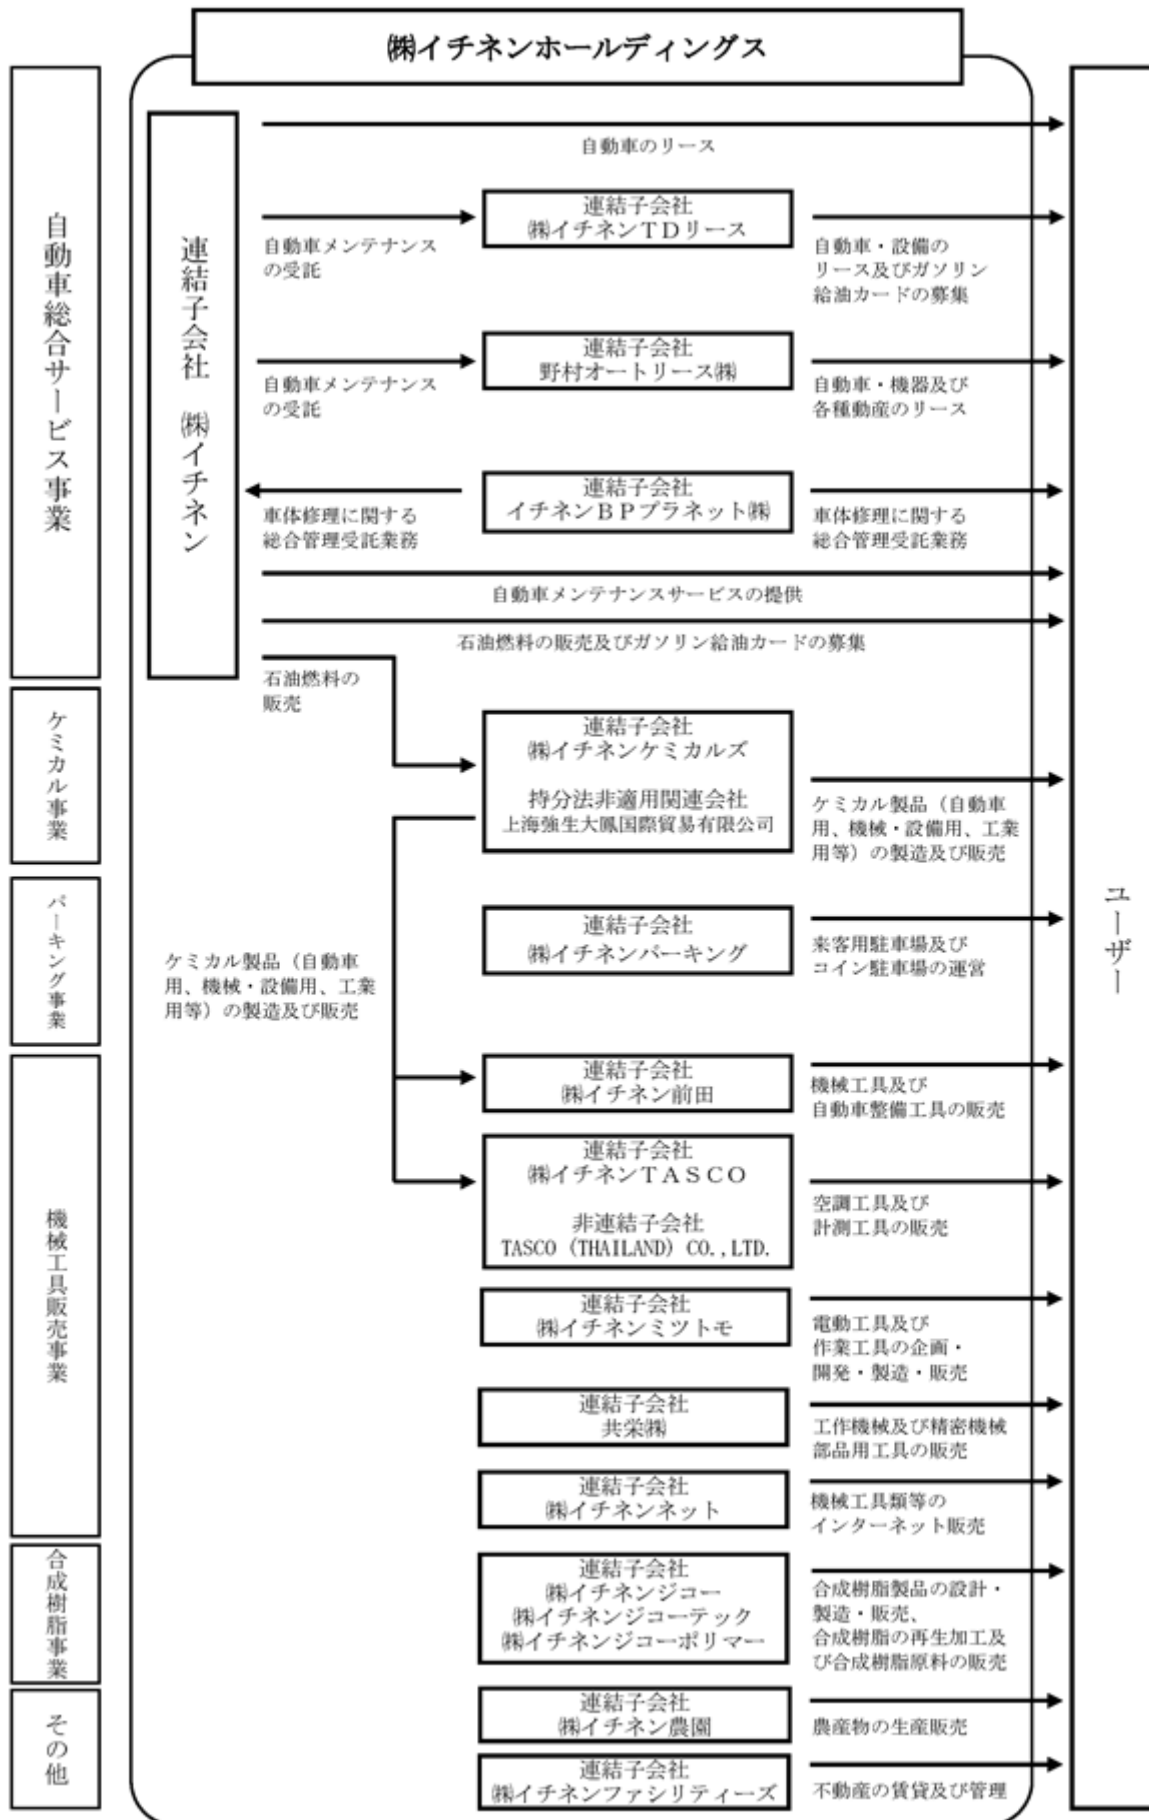 ㈱イチネンホールディングス
自動車総合サービス事業
連結子会社 ㈱イチネン
自動車のリース
連結子会社
㈱イチネンTDリース
自動車メンテナンス
の受託
自動車・設備の
リース及びガソリン
給油カードの募集
連結子会社
野村オートリース㈱
自動車メンテナンス
の受託
自動車・機器及び
各種動産のリース
連結子会社
イチネンBPプラネット㈱
車体修理に関する
総合管理受託業務
車体修理に関する
総合管理受託業務
自動車メンテナンスサービスの提供
石油燃料の販売及びガソリン給油カードの募集
石油燃料の
販売
ケミカル事業
連結子会社
㈱イチネンケミカルズ
持分法非適用関連会社
上海強生大鳳国際貿易有限公司
ケミカル製品（自動車
用、機械・設備用、工業
用等）の製造及び販売
パーキング事業
連結子会社
㈱イチネンパーキング
来客用駐車場及び
コイン駐車場の運営
ケミカル製品（自動車
用、機械・設備用、工業
用等）の製造及び販売
ユーザー
機械工具販売事業
連結子会社
㈱イチネン前田
機械工具及び
自動車整備工具の販売
連結子会社
㈱イチネンTASCO
非連結子会社
TASCO (THAILAND) CO.,LTD.
空調工具及び
計測工具の販売
連結子会社
㈱イチネンミツトモ
電動工具及び
作業工具の企画・
開発・製造・販売
連結子会社
共栄㈱
工作機械及び精密機械
部品用工具の販売
連結子会社
㈱イチネンネット
機械工具類等の
インターネット販売
合成樹脂事業
連結子会社
㈱イチネンジコー
㈱イチネンジコーテック
㈱イチネンジコーポリマー
合成樹脂製品の設計・
製造・販売、
合成樹脂の再生加工及
び合成樹脂原料の販売
その他
連結子会社
㈱イチネン農園
農産物の生産販売
連結子会社
㈱イチネンファシリティーズ
不動産の賃貸及び管理